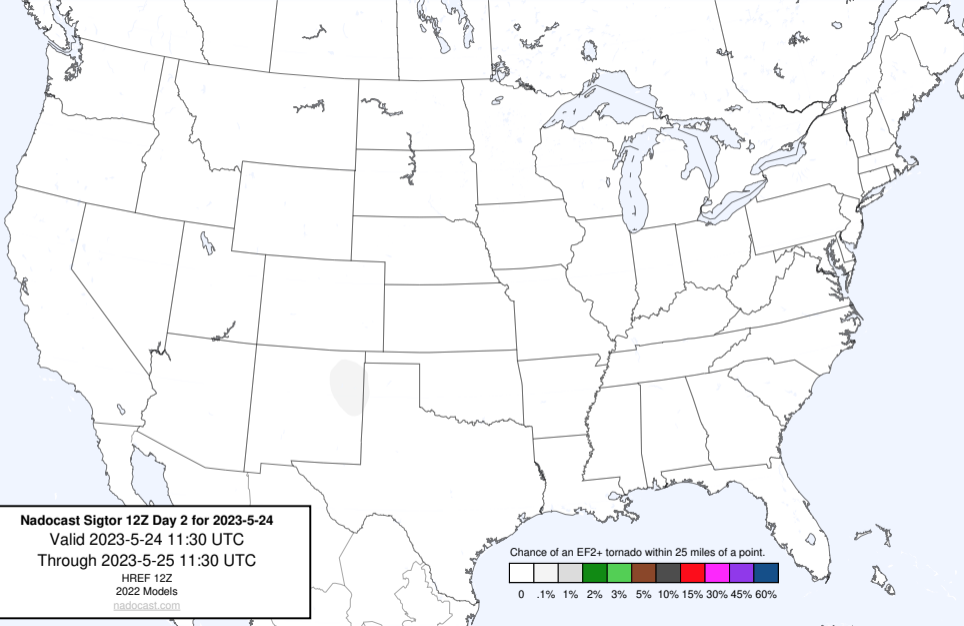 Nadocast Sigtor 12Z Day 2 for 2023-5-24
Valid 2023-5-24 11:30 UTC
Through 2023-5-25 11:30 UTC
HREF 12Z
2022 Models
nadocast.com
Chance of an EF2+ tornado within 25 miles of a point.
0 .1% 1% 2% 3% 5% 10% 15% 30% 45% 60%